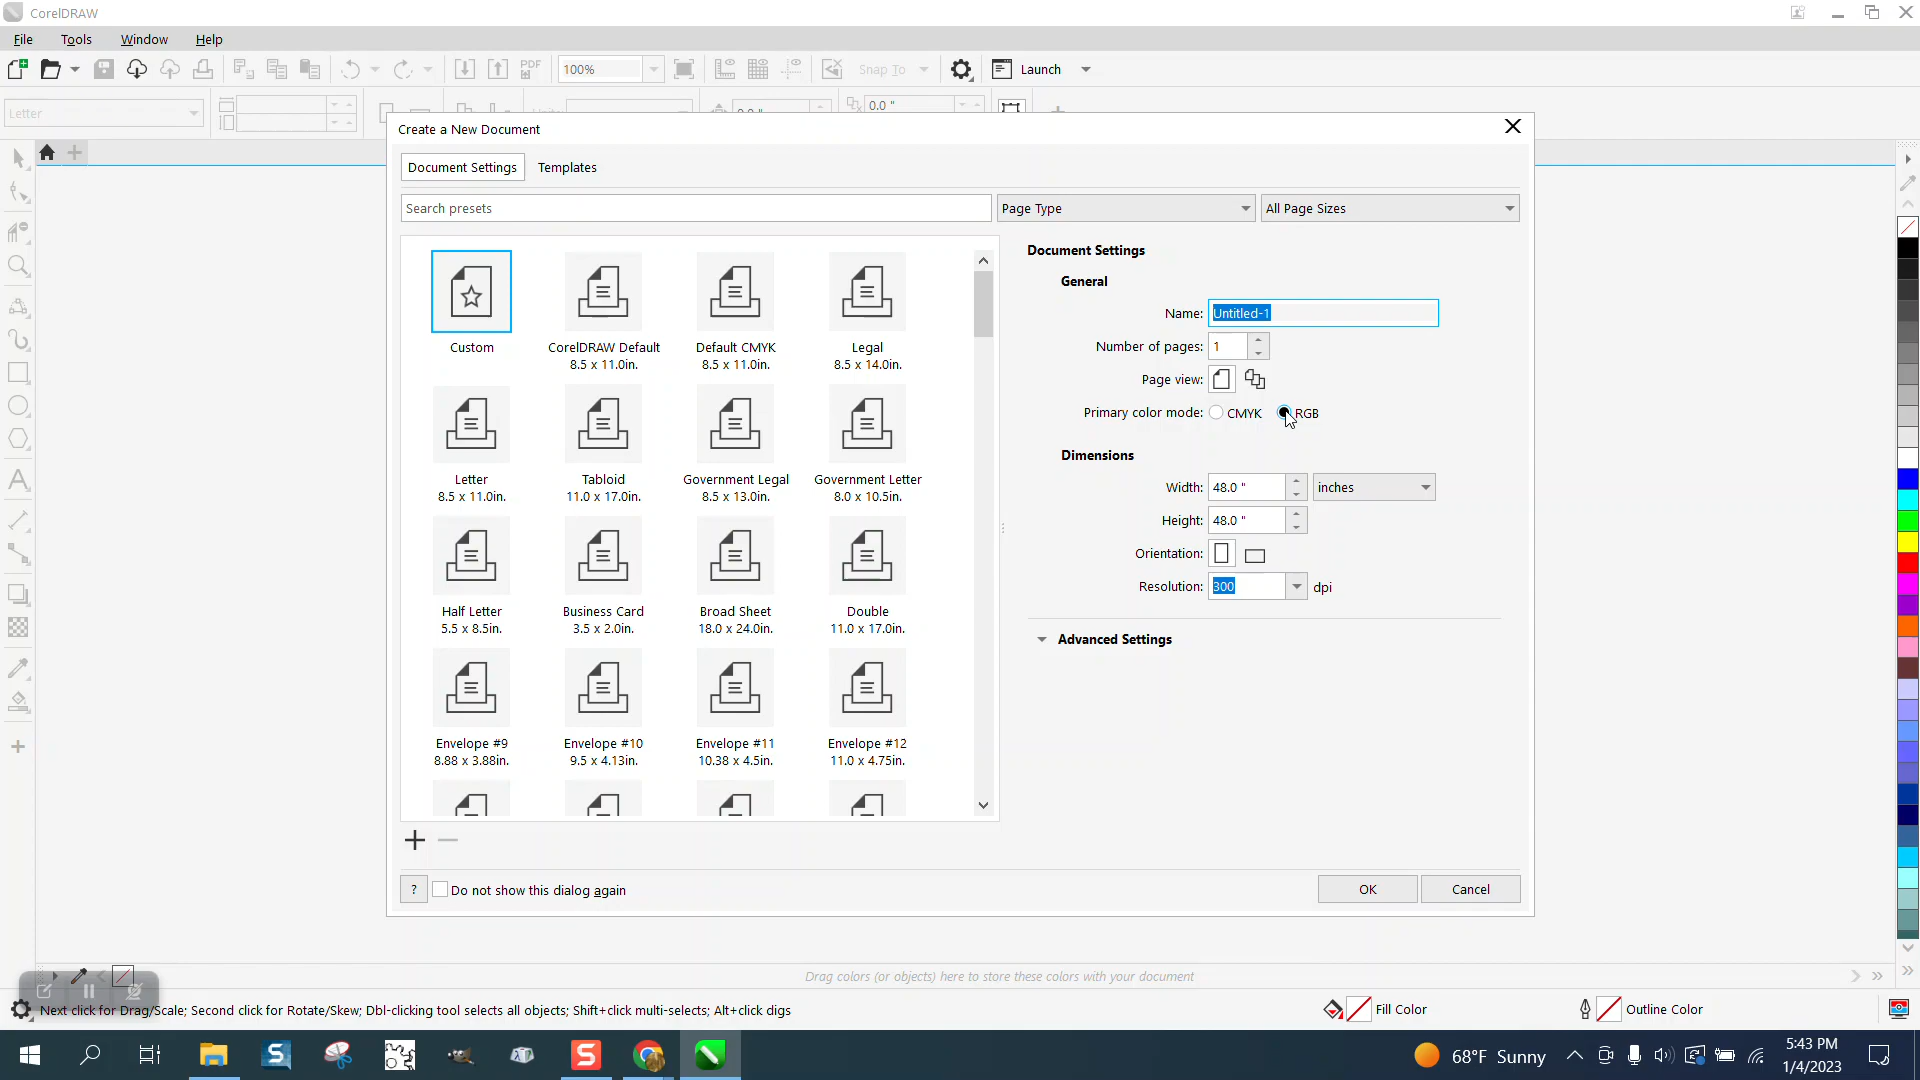 CorelDRAW
File Tools Window Help
PDF 100% Snap To Launch
Letter 0.0 "
Create a New Document
Document Settings Templates
Search presets Page Type All Page Sizes
Custom
CorelDRAW Default
8.5 x 11.0in.
Default CMYK
8.5 x 11.0in.
Legal
8.5 x 14.0in.
Letter
8.5 x 11.0in.
Tabloid
11.0 x 17.0in.
Government Legal
8.5 x 13.0in.
Government Letter
8.0 x 10.5in.
Half Letter
5.5 x 8.5in.
Business Card
3.5 x 2.0in.
Broad Sheet
18.0 x 24.0in.
Double
11.0 x 17.0in.
Envelope #9
8.88 x 3.88in.
Envelope #10
9.5 x 4.13in.
Envelope #11
10.38 x 4.5in.
Envelope #12
11.0 x 4.75in.
Document Settings
General
Name: Untitled-1
Number of pages: 1
Page view:
Primary color mode: CMYK RGB
Dimensions
Width: 48.0 " inches
Height: 48.0 "
Orientation:
Resolution: 300 dpi
Advanced Settings
? Do not show this dialog again OK Cancel
Drag colors (or objects) here to store these colors with your document
Next click for Drag/Scale; Second click for Rotate/Skew; Dbl-clicking tool selects all objects; Shift+click multi-selects; Alt+click digs
Fill Color Outline Color
68°F Sunny
5:43 PM
1/4/2023